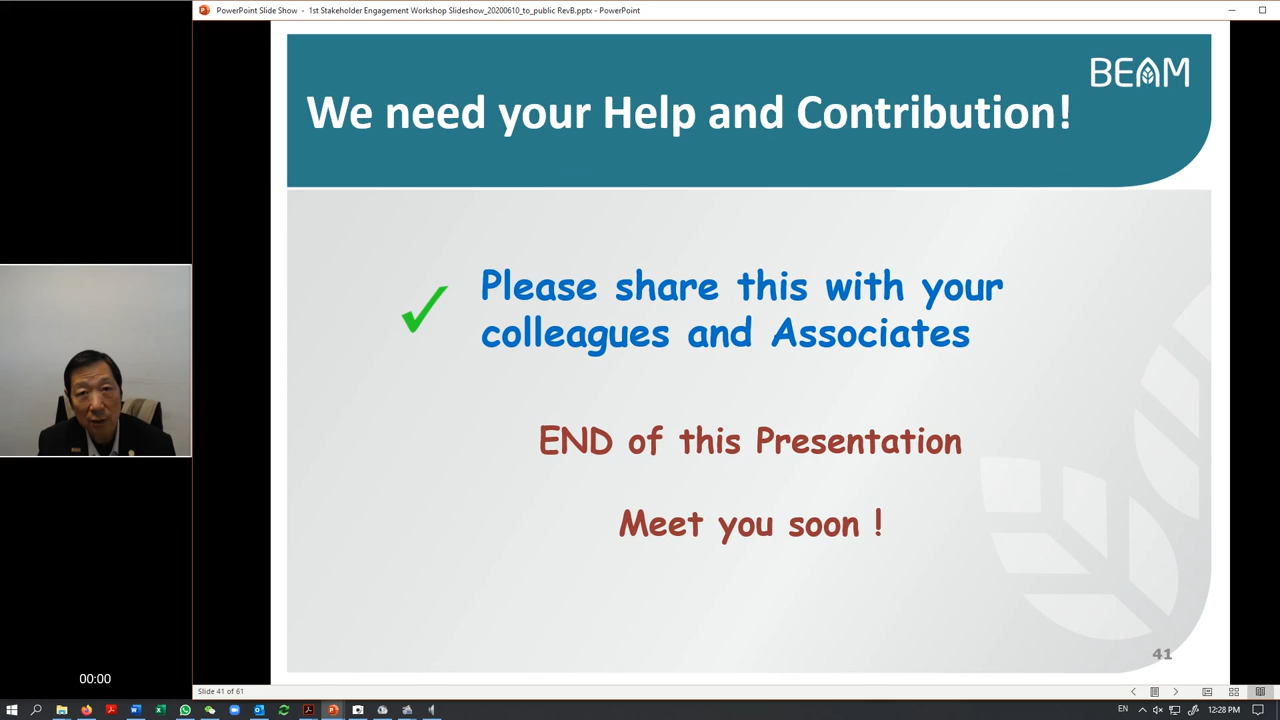 PowerPoint Slide Show - 1st Stakeholder Engagement Workshop Slideshow_20200610_to_public RevB.pptx - PowerPoint
BEAM
We need your Help and Contribution!
✓ Please share this with your
colleagues and Associates
END of this Presentation
Meet you soon !
41
00:00
Slide 41 of 61
EN
12:28 PM